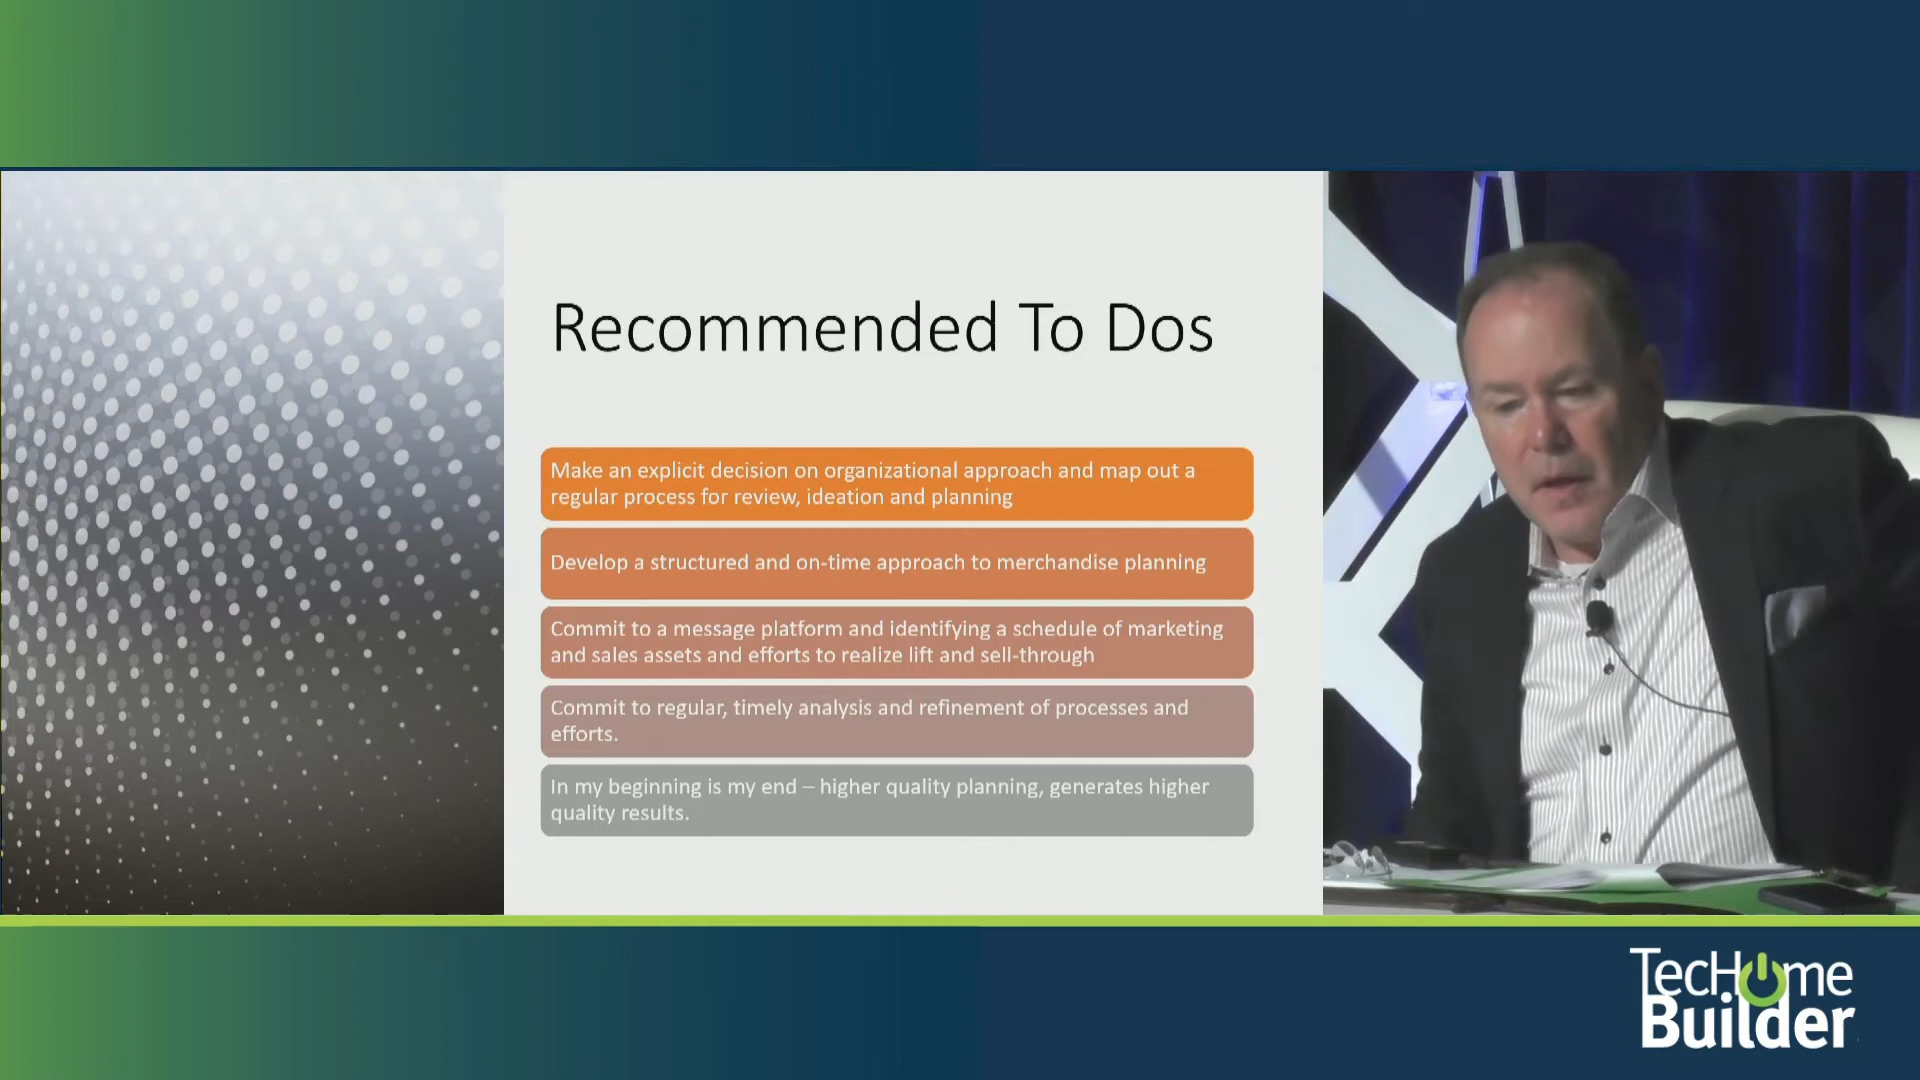 Recommended To Dos
Make an explicit decision on organizational approach and map out a
regular process for review, ideation and planning
Develop a structured and on-time approach to merchandise planning
Commit to a message platform and identifying a schedule of marketing
and sales assets and efforts to realize lift and sell-through
Commit to regular, timely analysis and refinement of processes and
efforts.
In my beginning is my end – higher quality planning, generates higher
quality results.
TecHome
Builder